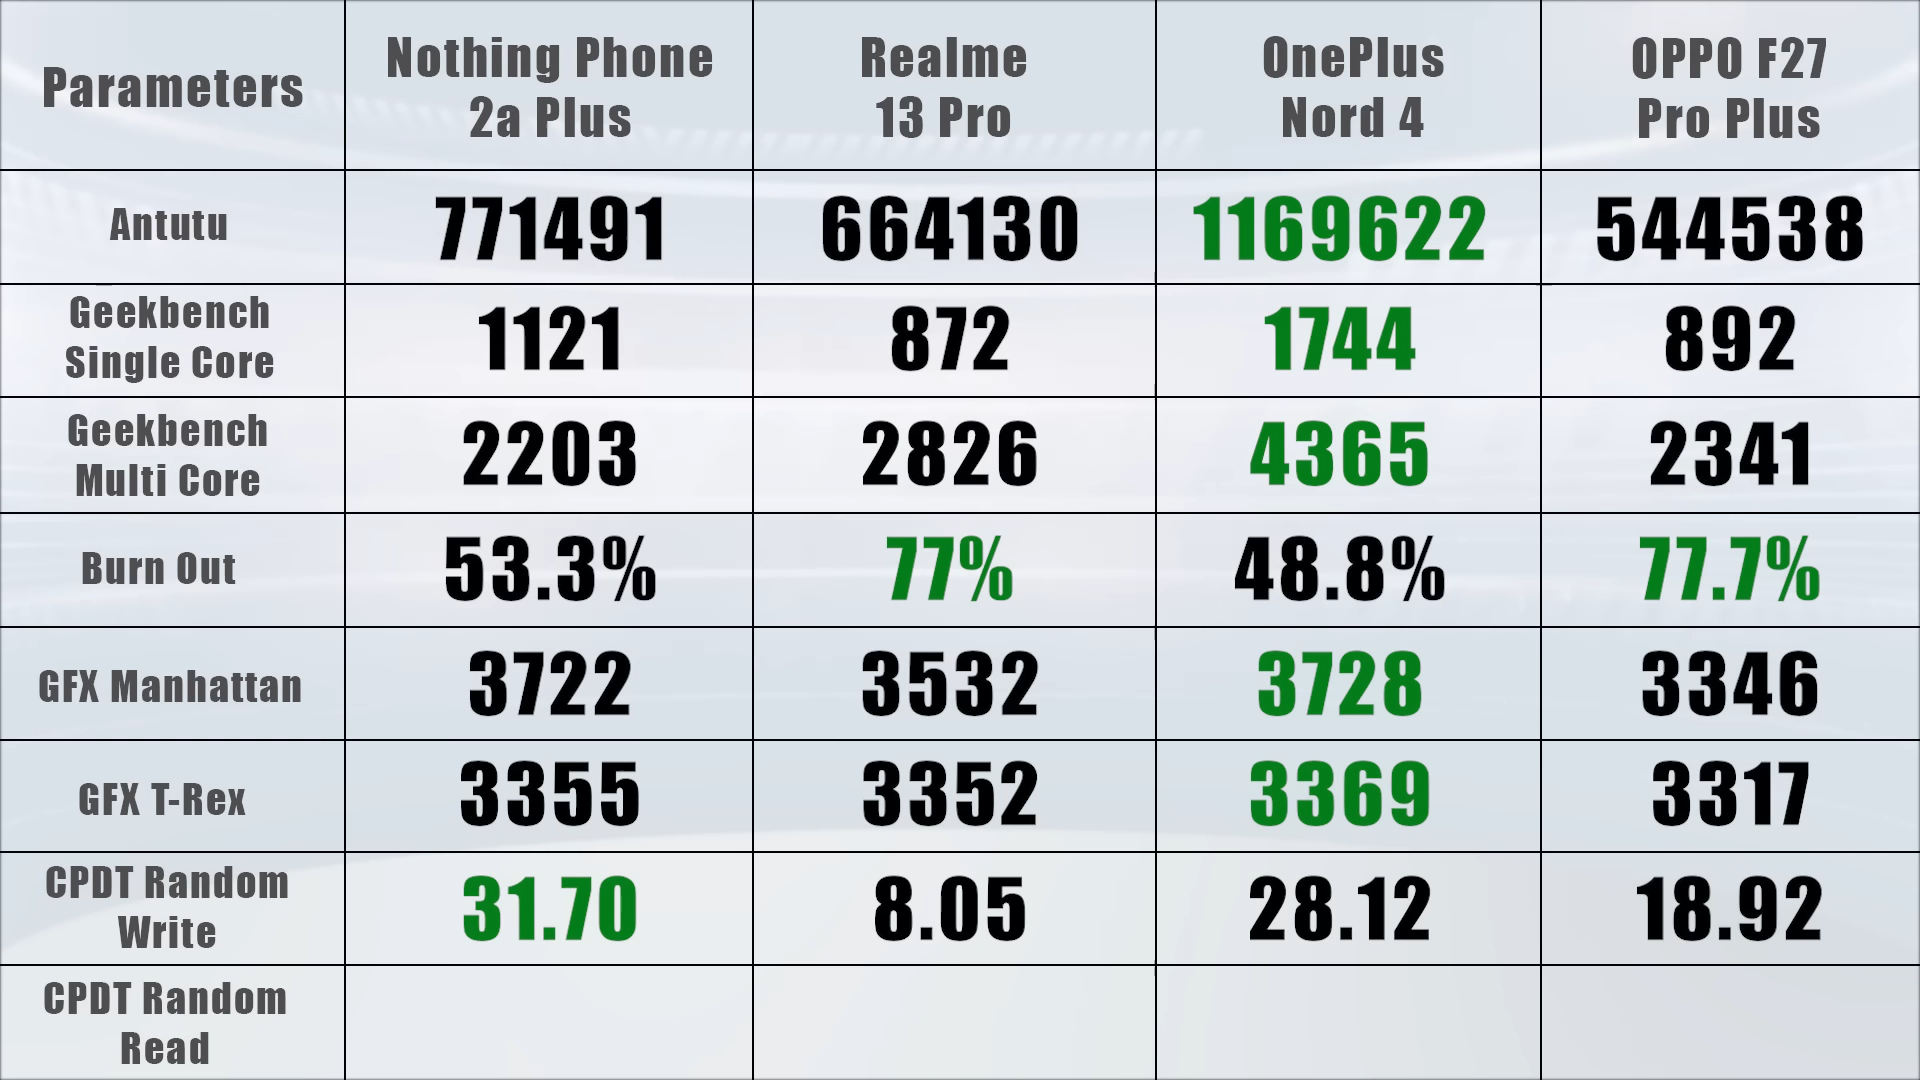 Parameters
Nothing Phone
2a Plus
Realme
13 Pro
OnePlus
Nord 4
OPPO F27
Pro Plus
Antutu
771491
664130
1169622
544538
Geekbench
Single Core
1121
872
1744
892
Geekbench
Multi Core
2203
2826
4365
2341
Burn Out
53.3%
77%
48.8%
77.7%
GFX Manhattan
3722
3532
3728
3346
GFX T-Rex
3355
3352
3369
3317
CPDT Random
Write
31.70
8.05
28.12
18.92
CPDT Random
Read